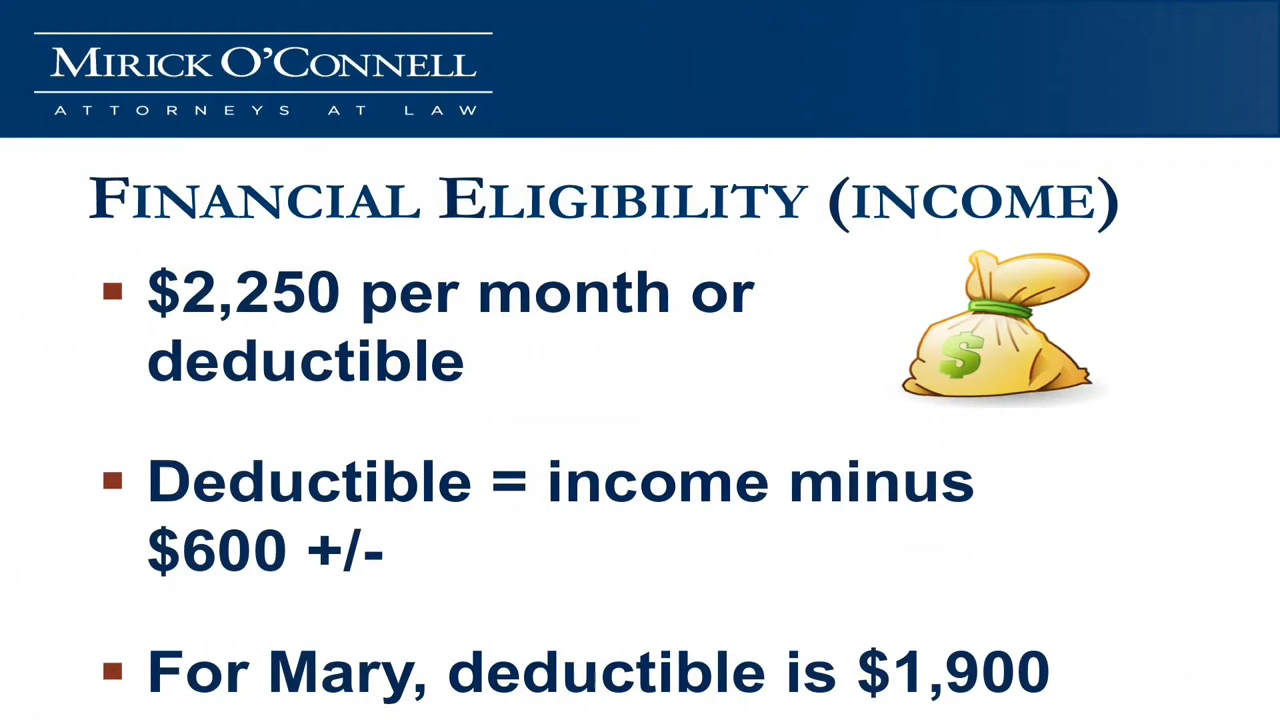 MIRICK O'CONNELL
ATTORNEYS AT LAW
FINANCIAL ELIGIBILITY (INCOME)
$2,250 per month or
deductible
$
Deductible = income minus
$600 +/-
For Mary, deductible is $1,900